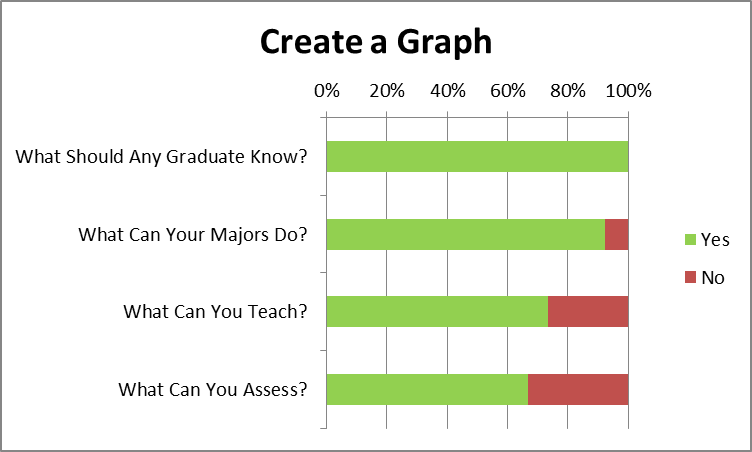 Create a Graph
0% 20% 40% 60% 80% 100%
What Should Any Graduate Know?
What Can Your Majors Do?
What Can You Teach?
What Can You Assess?
Yes
No